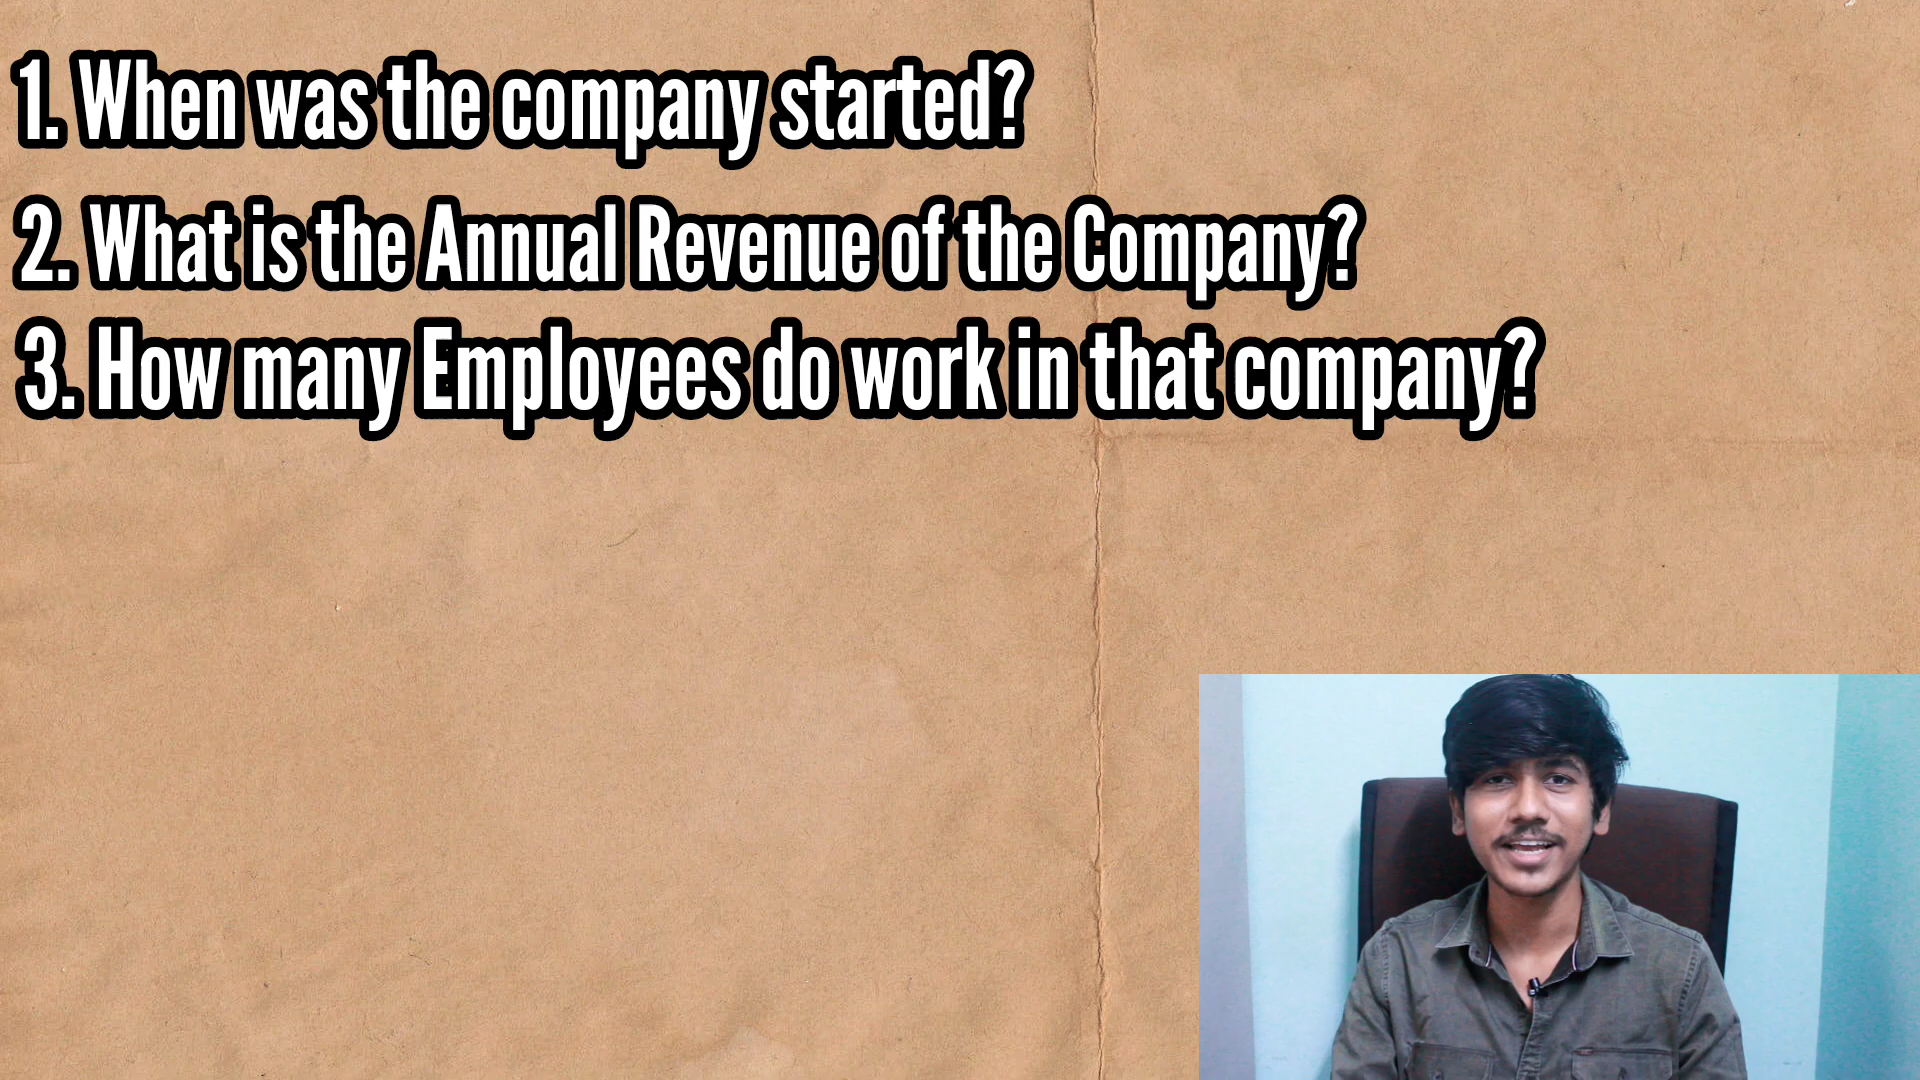 1. When was the company started?
2. What is the Annual Revenue of the Company?
3. How many Employees do work in that company?